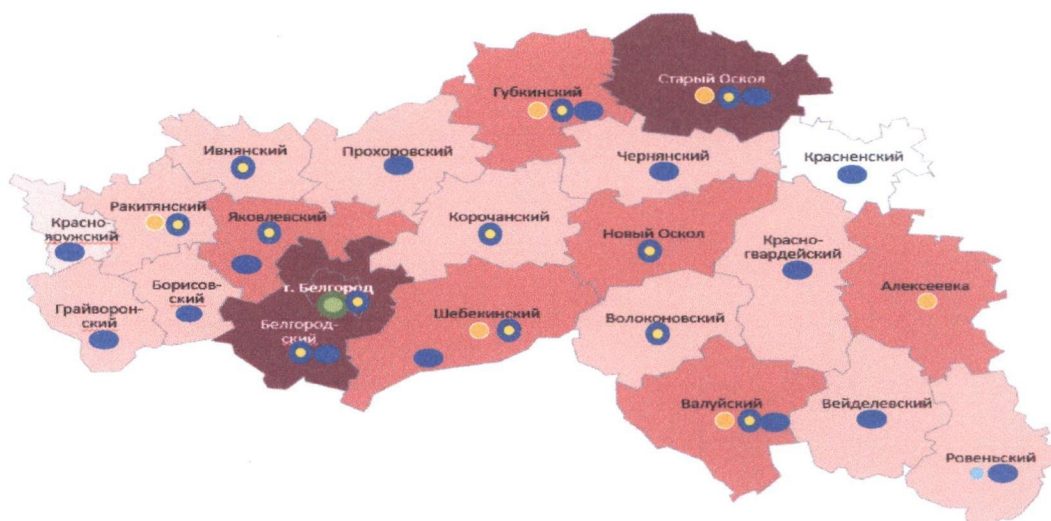 Старый Оскол
Губкинский
Ивнянский
Прохоровский
Чернянский
Красненский
Ракитянский
Красно-
яружский
Яковлевский
Корочанский
Новый Оскол
Красно-
гвардейский
г. Белгород
Борисов-
ский
Грайворон-
ский
Белгород-
ский
Шебекинский
Волоконовский
Алексеевка
Валуйский
Вейделевский
Ровеньский